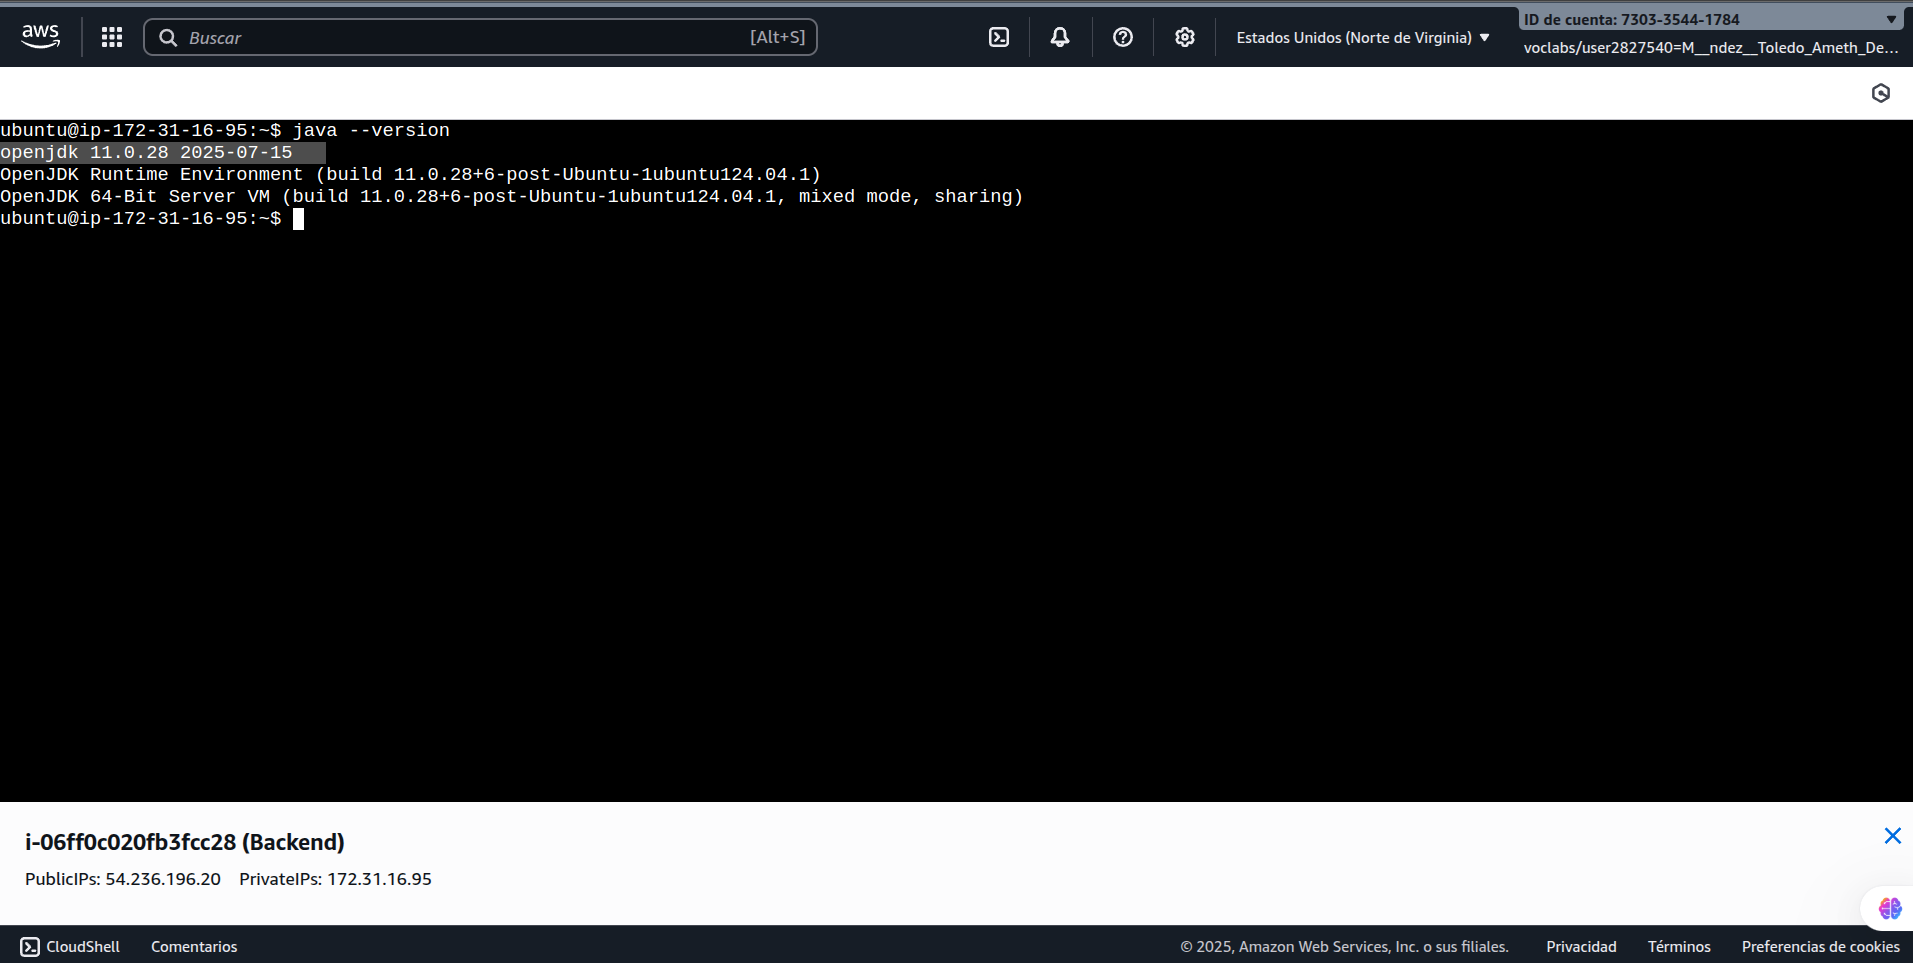 aws
Buscar [Alt+S]
Estados Unidos (Norte de Virginia)
ID de cuenta: 7303-3544-1784
voclabs/user2827540=M__ndez__Toledo_Ameth_De...
ubuntu@ip-172-31-16-95:~$ java --version
openjdk 11.0.28 2025-07-15
OpenJDK Runtime Environment (build 11.0.28+6-post-Ubuntu-1ubuntu124.04.1)
OpenJDK 64-Bit Server VM (build 11.0.28+6-post-Ubuntu-1ubuntu124.04.1, mixed mode, sharing)
ubuntu@ip-172-31-16-95:~$
i-06ff0c020fb3fcc28 (Backend)
PublicIPs: 54.236.196.20 PrivateIPs: 172.31.16.95
CloudShell Comentarios © 2025, Amazon Web Services, Inc. o sus filiales. Privacidad Términos Preferencias de cookies